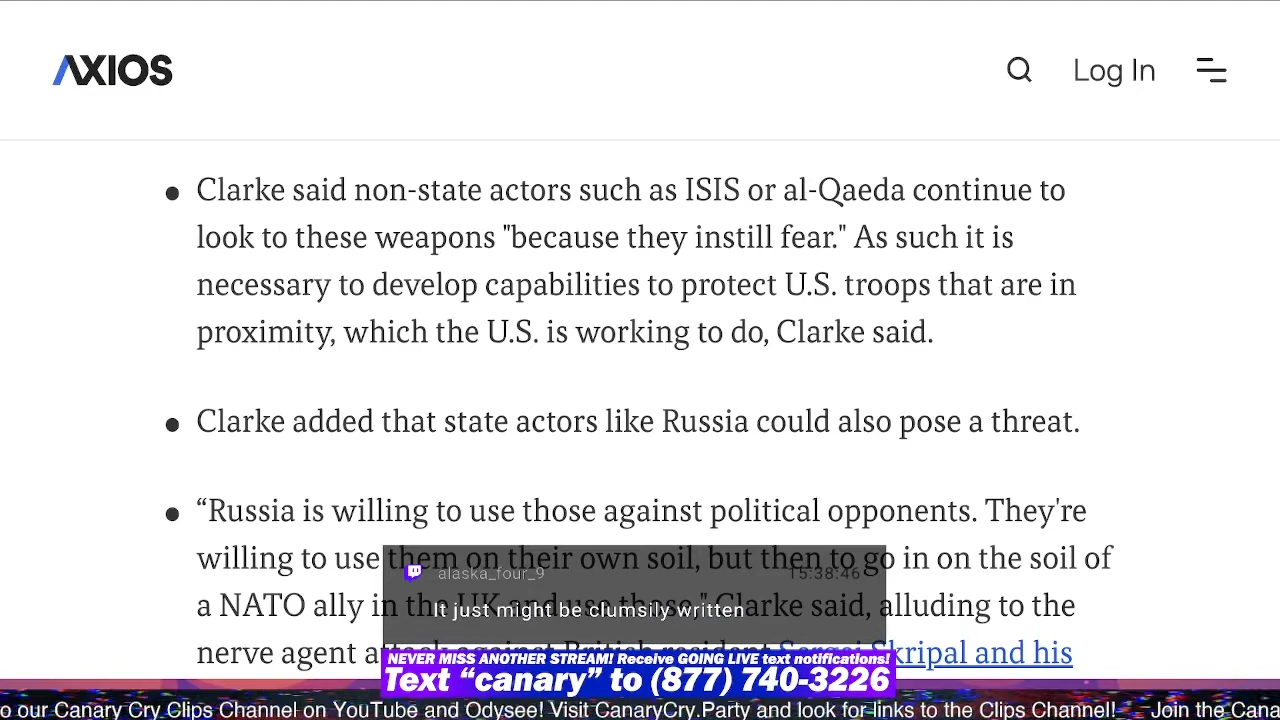 AXIOS
Log In
• Clarke said non-state actors such as ISIS or al-Qaeda continue to
look to these weapons "because they instill fear." As such it is
necessary to develop capabilities to protect U.S. troops that are in
proximity, which the U.S. is working to do, Clarke said.
• Clarke added that state actors like Russia could also pose a threat.
• “Russia is willing to use those against political opponents. They're
willing to use them on their own soil, but then to go in on the soil of
alaska_four_9 15:38:46
a NATO ally in the UK and use those," Clarke said, alluding to the
It just might be clumsily written
nerve agent attack against British resident Sergei Skripal and his
NEVER MISS ANOTHER STREAM! Receive GOING LIVE text notifications!
Text “canary” to (877) 740-3226
o our Canary Cry Clips Channel on YouTube and Odysee! Visit CanaryCry.Party and look for links to the Clips Channel! Join the Cana